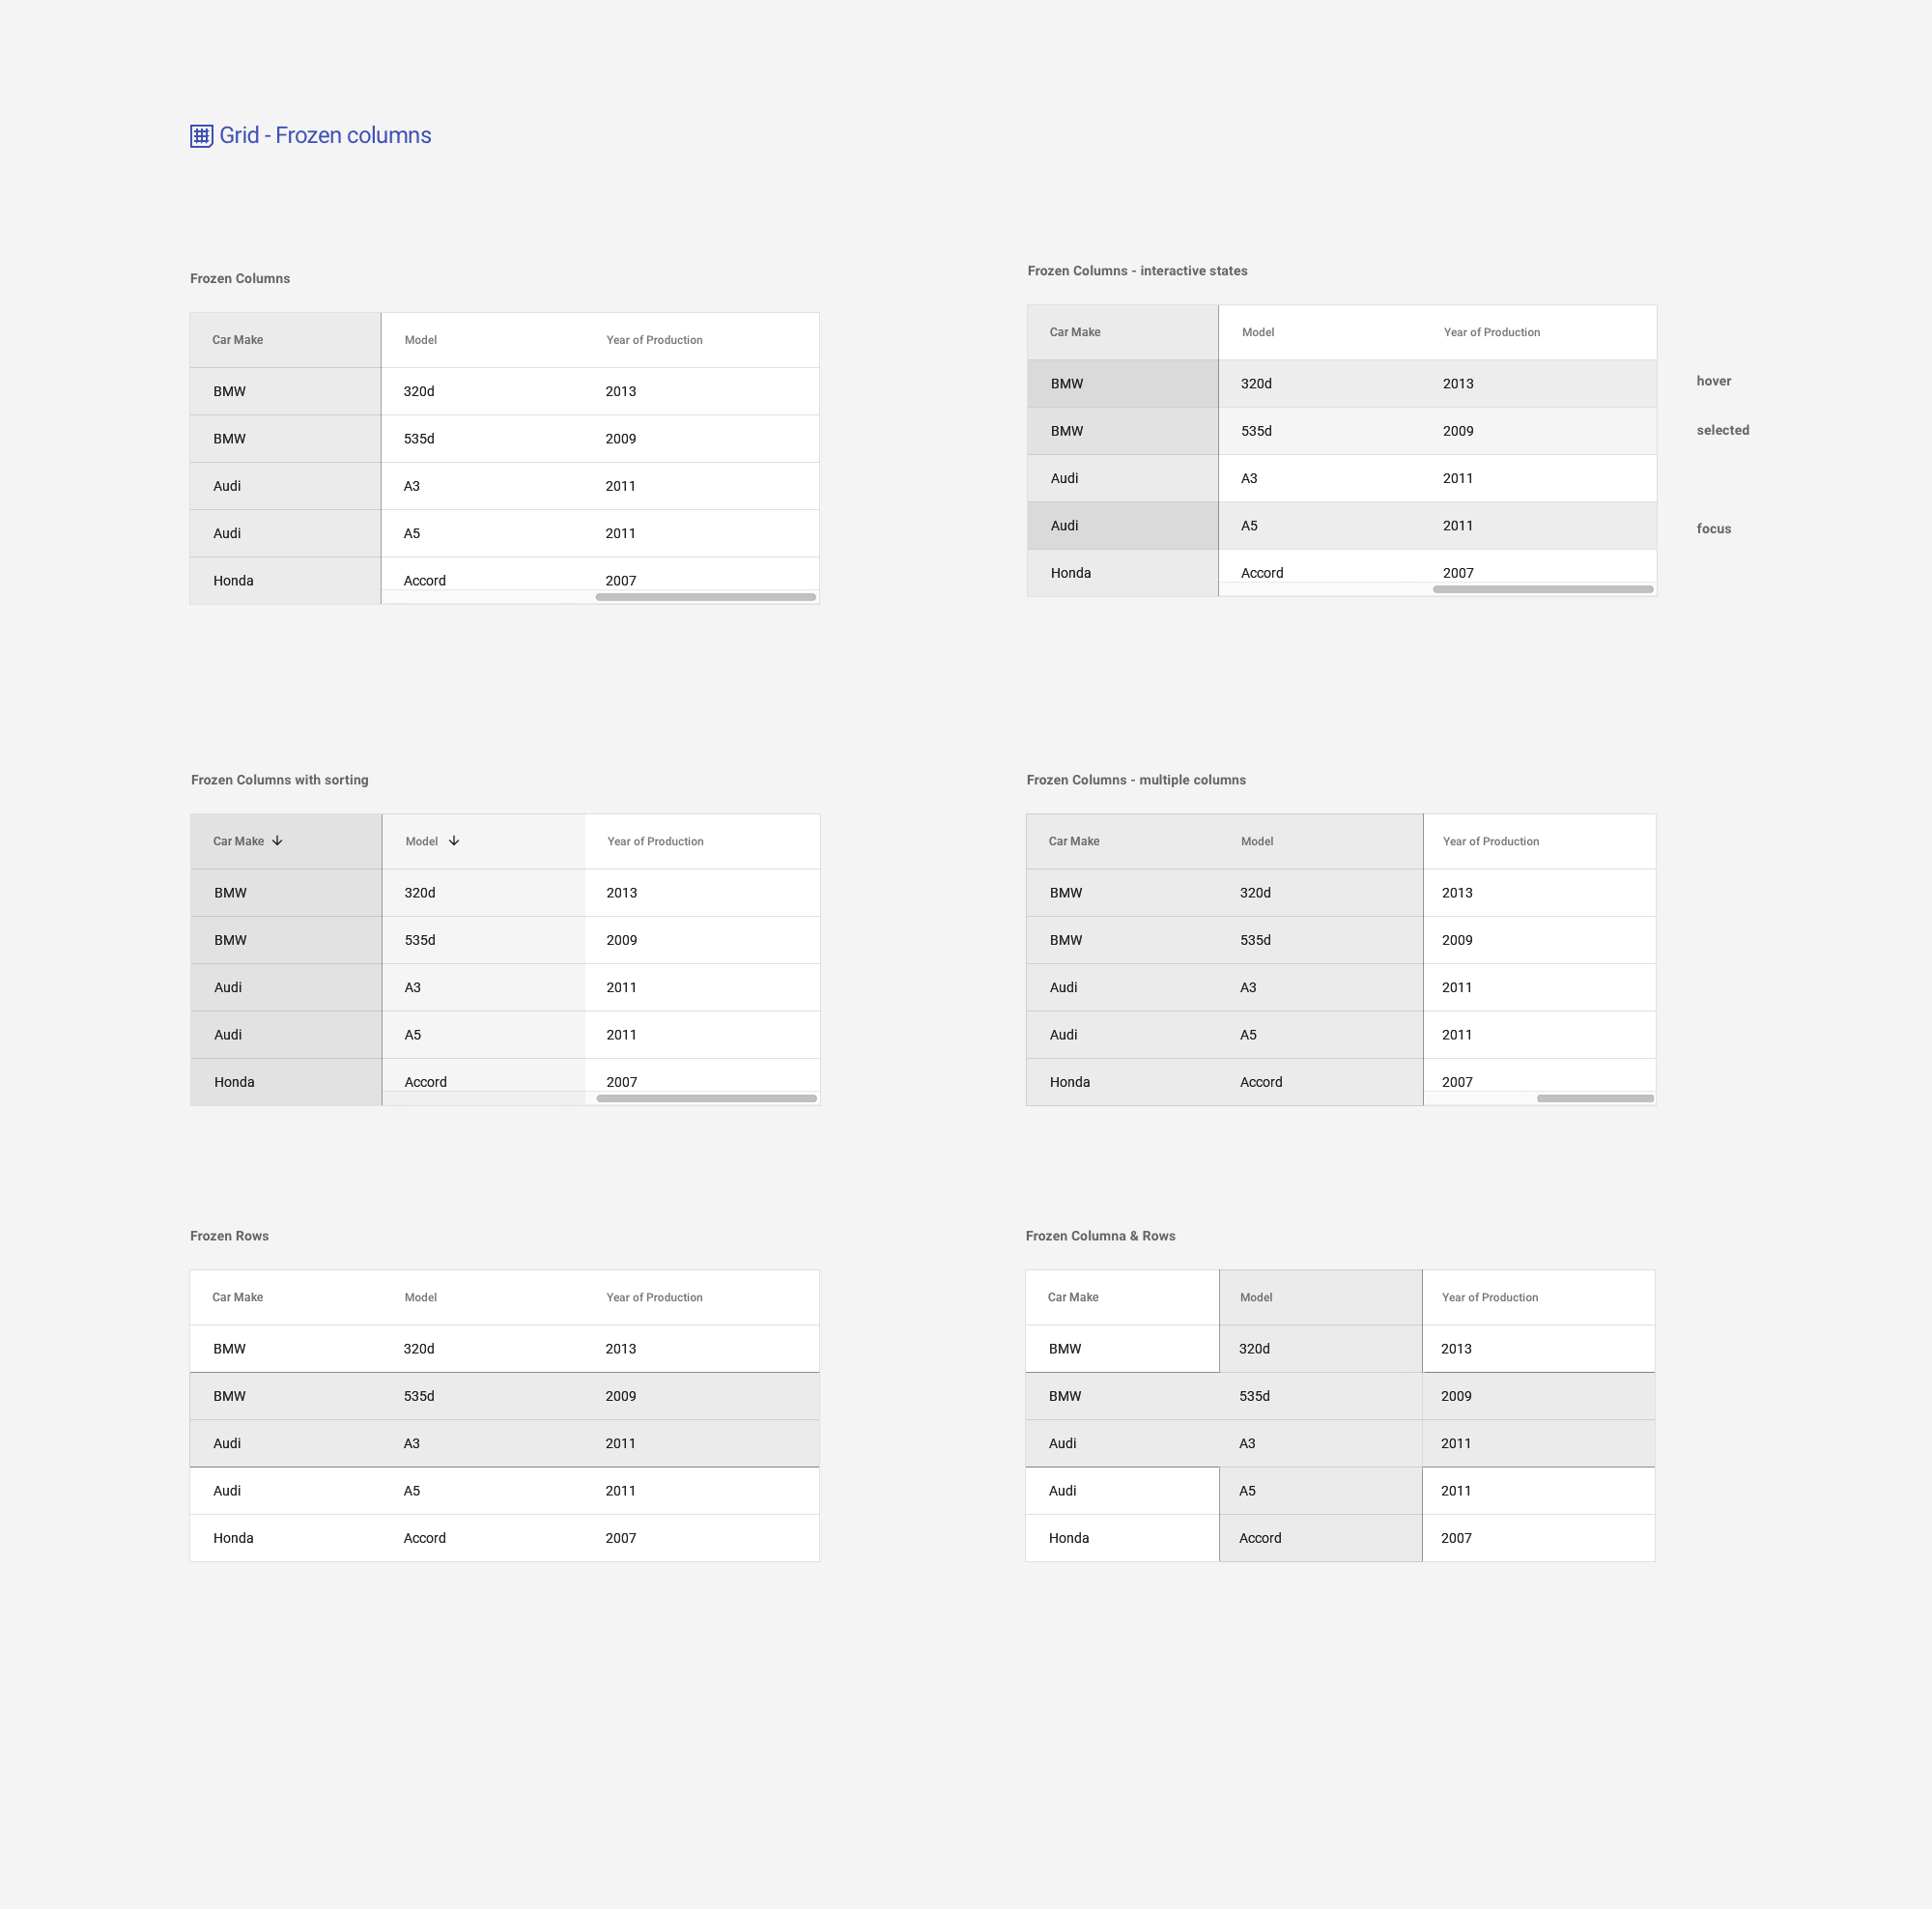 Grid - Frozen columns
Frozen Columns
Car Make Model Year of Production
BMW 320d 2013
BMW 535d 2009
Audi A3 2011
Audi A5 2011
Honda Accord 2007
Frozen Columns - interactive states
Car Make Model Year of Production
BMW 320d 2013 hover
BMW 535d 2009 selected
Audi A3 2011
Audi A5 2011 focus
Honda Accord 2007
Frozen Columns with sorting
Car Make Model Year of Production
BMW 320d 2013
BMW 535d 2009
Audi A3 2011
Audi A5 2011
Honda Accord 2007
Frozen Columns - multiple columns
Car Make Model Year of Production
BMW 320d 2013
BMW 535d 2009
Audi A3 2011
Audi A5 2011
Honda Accord 2007
Frozen Rows
Car Make Model Year of Production
BMW 320d 2013
BMW 535d 2009
Audi A3 2011
Audi A5 2011
Honda Accord 2007
Frozen Columna & Rows
Car Make Model Year of Production
BMW 320d 2013
BMW 535d 2009
Audi A3 2011
Audi A5 2011
Honda Accord 2007